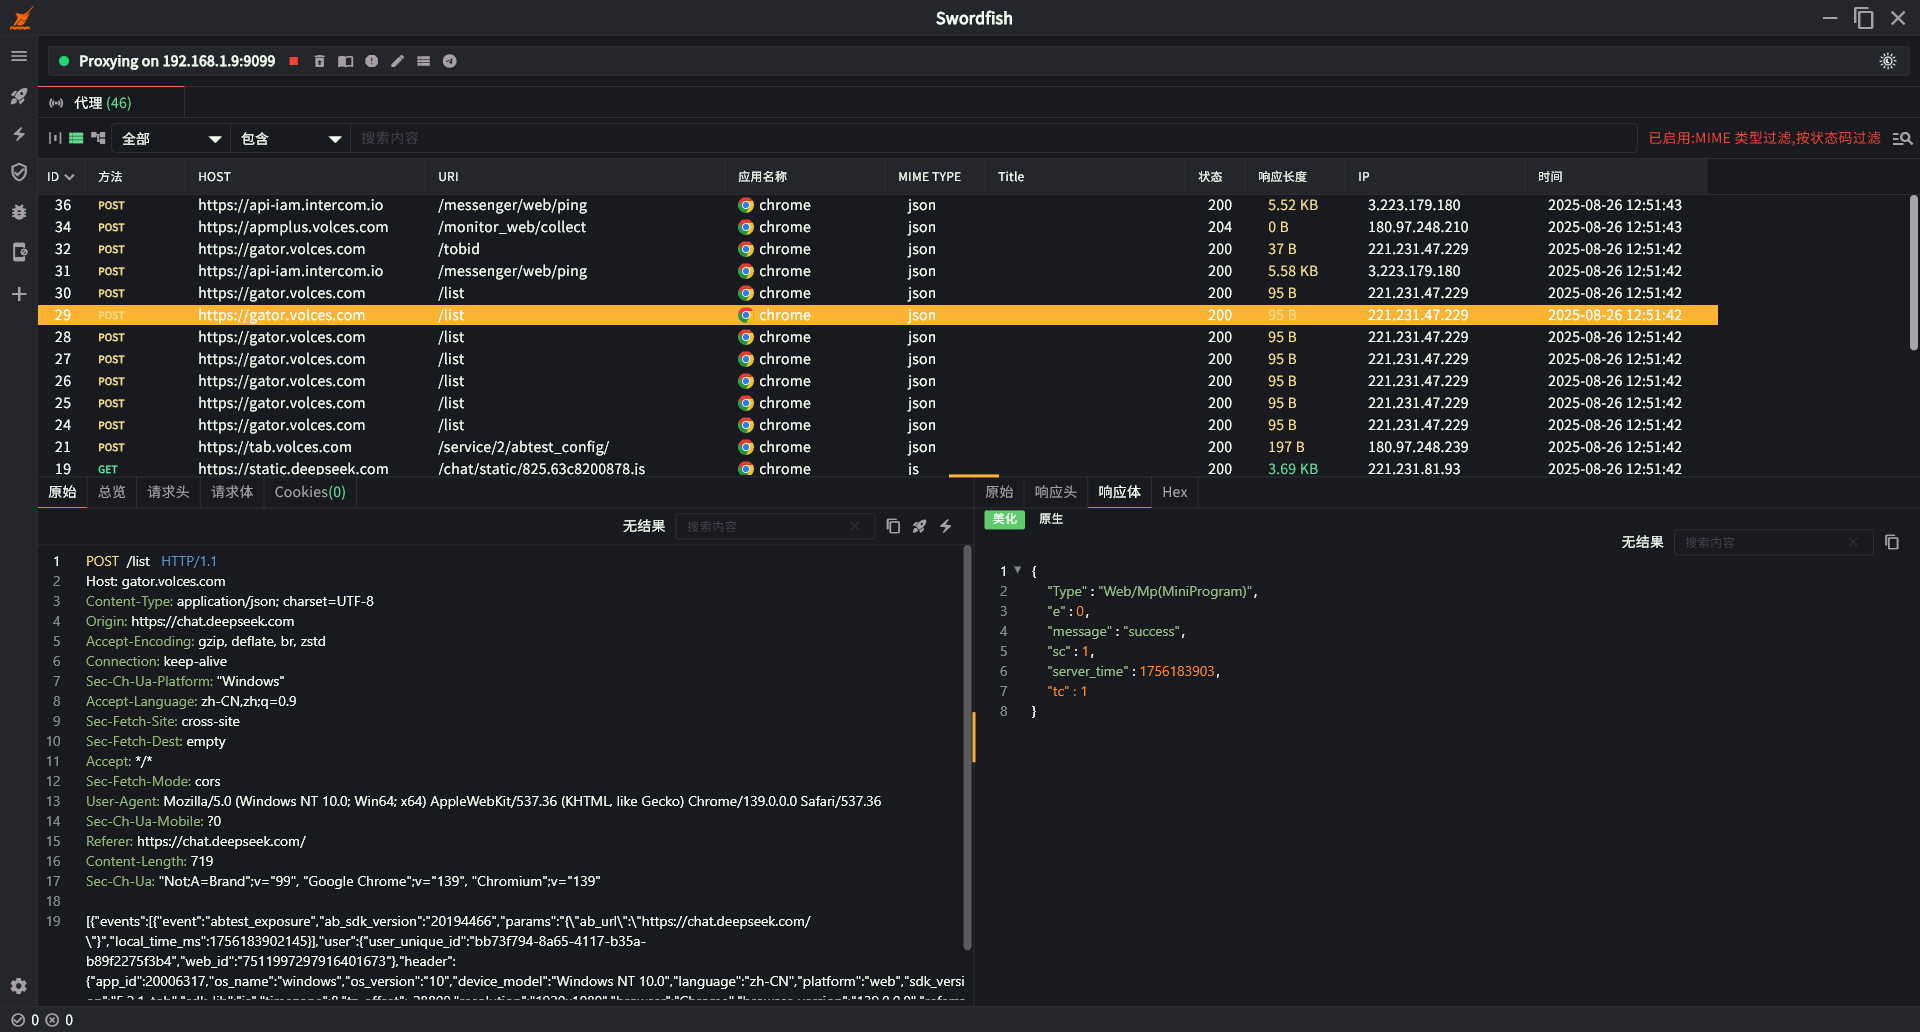 Swordfish
Proxying on 192.168.1.9:9099
代理 (46)
全部 包含 搜索内容 已启用:MIME 类型过滤,按状态码过滤
ID 方法 HOST URI 应用名称 MIME TYPE Title 状态 响应长度 IP 时间
36 POST https://api-iam.intercom.io /messenger/web/ping chrome json 200 5.52 KB 3.223.179.180 2025-08-26 12:51:43
34 POST https://apmplus.volces.com /monitor_web/collect chrome json 204 0 B 180.97.248.210 2025-08-26 12:51:43
32 POST https://gator.volces.com /tobid chrome json 200 37 B 221.231.47.229 2025-08-26 12:51:42
31 POST https://api-iam.intercom.io /messenger/web/ping chrome json 200 5.58 KB 3.223.179.180 2025-08-26 12:51:42
30 POST https://gator.volces.com /list chrome json 200 95 B 221.231.47.229 2025-08-26 12:51:42
29 POST https://gator.volces.com /list chrome json 200 95 B 221.231.47.229 2025-08-26 12:51:42
28 POST https://gator.volces.com /list chrome json 200 95 B 221.231.47.229 2025-08-26 12:51:42
27 POST https://gator.volces.com /list chrome json 200 95 B 221.231.47.229 2025-08-26 12:51:42
26 POST https://gator.volces.com /list chrome json 200 95 B 221.231.47.229 2025-08-26 12:51:42
25 POST https://gator.volces.com /list chrome json 200 95 B 221.231.47.229 2025-08-26 12:51:42
24 POST https://gator.volces.com /list chrome json 200 95 B 221.231.47.229 2025-08-26 12:51:42
21 POST https://tab.volces.com /service/2/abtest_config/ chrome json 200 197 B 180.97.248.239 2025-08-26 12:51:42
19 GET https://static.deepseek.com /chat/static/825.63c8200878.js chrome js 200 3.69 KB 221.231.81.93 2025-08-26 12:51:42
原始 总览 请求头 请求体 Cookies(0)
无结果 搜索内容
1 POST /list HTTP/1.1
2 Host: gator.volces.com
3 Content-Type: application/json; charset=UTF-8
4 Origin: https://chat.deepseek.com
5 Accept-Encoding: gzip, deflate, br, zstd
6 Connection: keep-alive
7 Sec-Ch-Ua-Platform: "Windows"
8 Accept-Language: zh-CN,zh;q=0.9
9 Sec-Fetch-Site: cross-site
10 Sec-Fetch-Dest: empty
11 Accept: */*
12 Sec-Fetch-Mode: cors
13 User-Agent: Mozilla/5.0 (Windows NT 10.0; Win64; x64) AppleWebKit/537.36 (KHTML, like Gecko) Chrome/139.0.0.0 Safari/537.36
14 Sec-Ch-Ua-Mobile: ?0
15 Referer: https://chat.deepseek.com/
16 Content-Length: 719
17 Sec-Ch-Ua: "Not;A=Brand";v="99", "Google Chrome";v="139", "Chromium";v="139"
18
19 [{"events":[{"event":"abtest_exposure","ab_sdk_version":"20194466","params":"{\"ab_url\":\"https://chat.deepseek.com/
\"}","local_time_ms":1756183902145}],"user":{"user_unique_id":"bb73f794-8a65-4117-b35a-
b89f2275f3b4","web_id":"7511997297916401673"},"header":
{"app_id":20006317,"os_name":"windows","os_version":"10","device_model":"Windows NT 10.0","language":"zh-CN","platform":"web","sdk_versi
原始 响应头 响应体 Hex
美化 原生
无结果 搜索内容
1 {
2 "Type" : "Web/Mp(MiniProgram)",
3 "e" : 0,
4 "message" : "success",
5 "sc" : 1,
6 "server_time" : 1756183903,
7 "tc" : 1
8 }
0 0